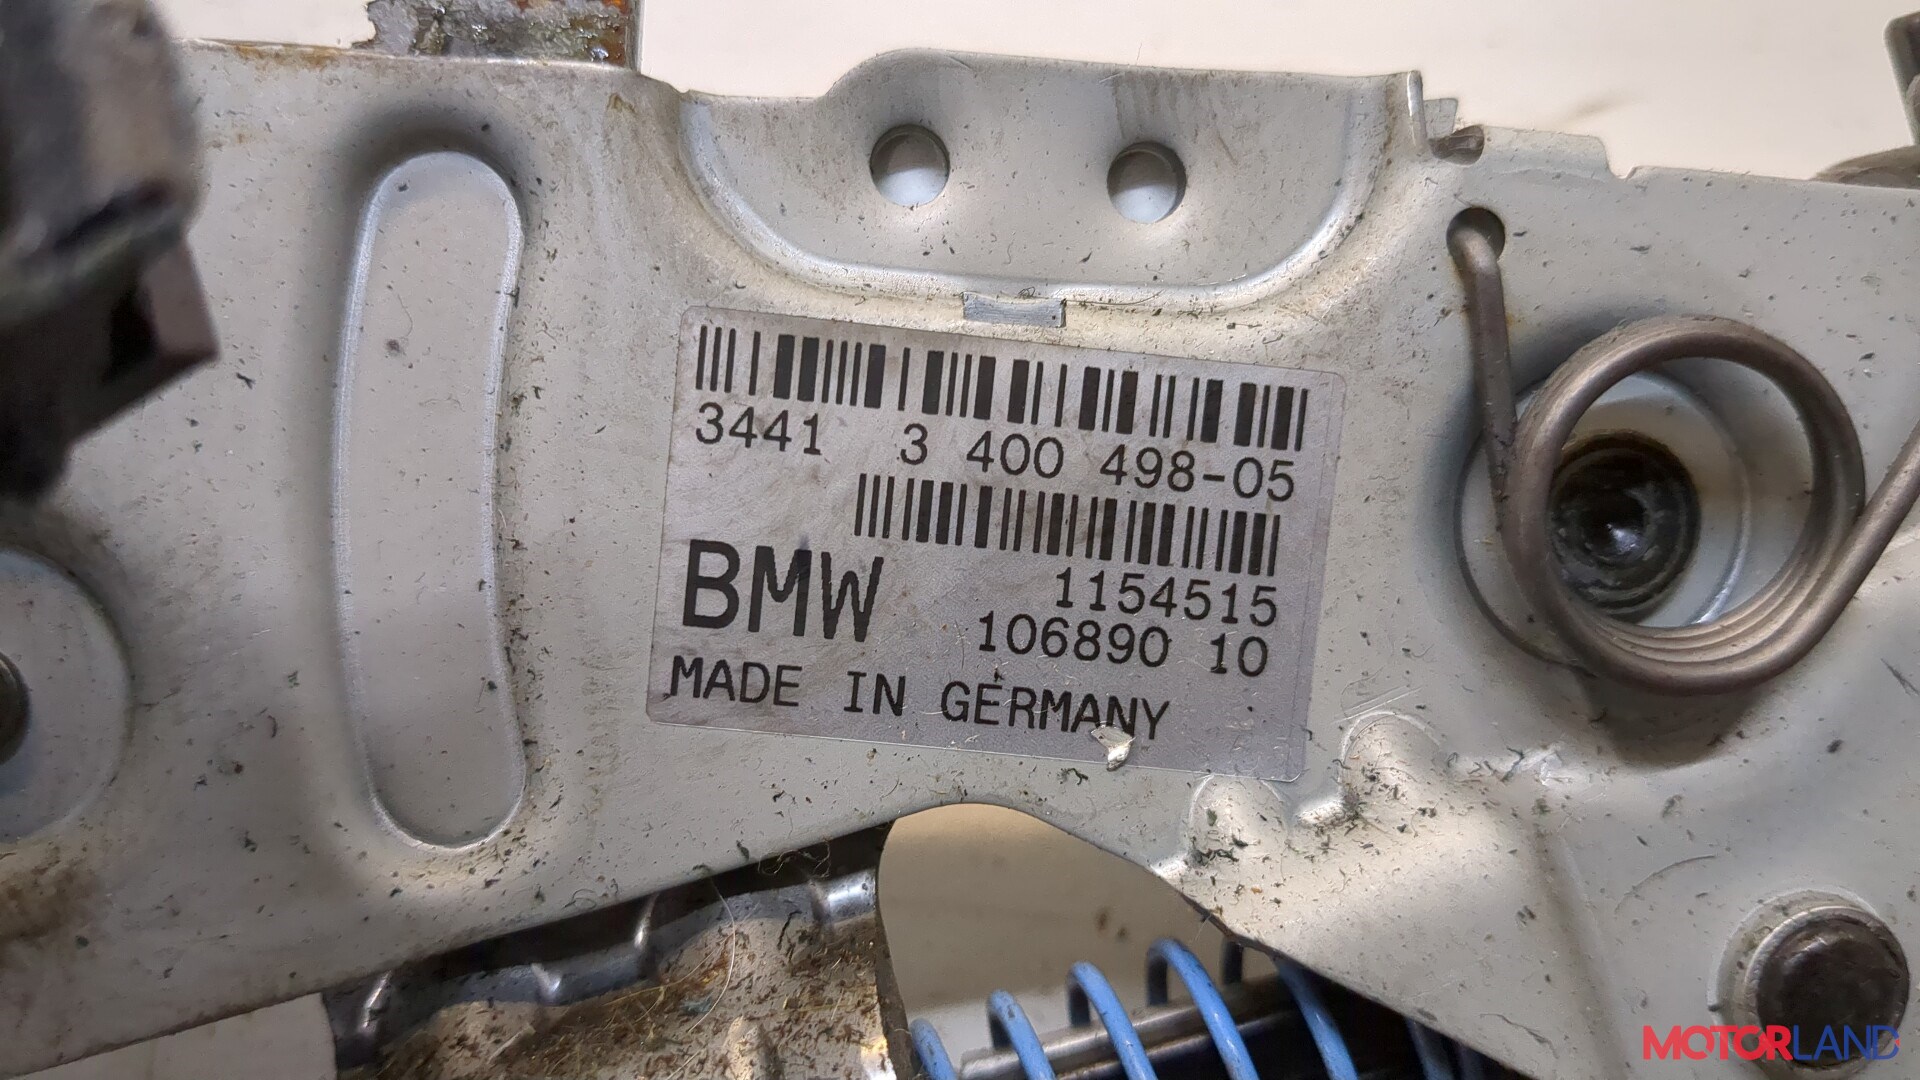 3441 3 400 498-05
1154515
BMW 106890 10
MADE IN GERMANY
MOTORLAND